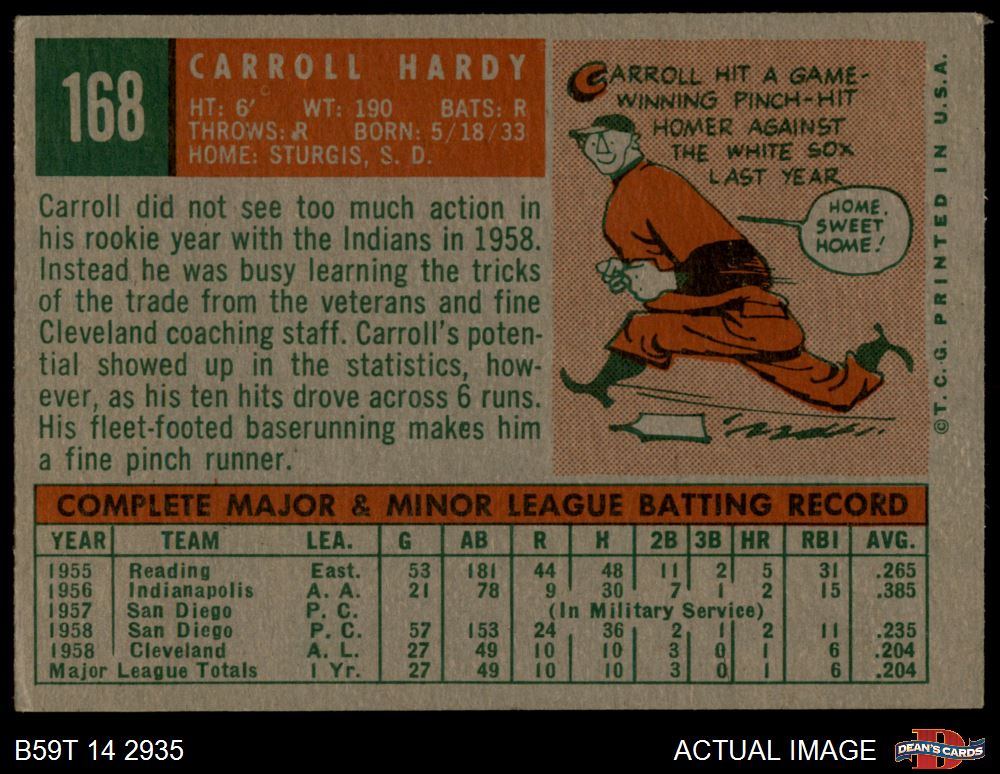 168
CARROLL HARDY
HT: 6' WT: 190 BATS: R
THROWS: R BORN: 5/18/33
HOME: STURGIS, S. D.
CARROLL HIT A GAME-
WINNING PINCH-HIT
HOMER AGAINST
THE WHITE SOX
LAST YEAR
HOME,
SWEET
HOME!
©T. C. G. PRINTED IN U. S. A.
Carroll did not see too much action in
his rookie year with the Indians in 1958.
Instead he was busy learning the tricks
of the trade from the veterans and fine
Cleveland coaching staff. Carroll's poten-
tial showed up in the statistics, how-
ever, as his ten hits drove across 6 runs.
His fleet-footed baserunning makes him
a fine pinch runner.
COMPLETE MAJOR & MINOR LEAGUE BATTING RECORD
YEAR TEAM LEA. G AB R H 2B 3B HR RBI AVG.
1955 Reading East. 53 181 44 48 11 2 5 31 .265
1956 Indianapolis A. A. 21 78 9 30 7 1 2 15 .385
1957 San Diego P. C. (In Military Service)
1958 San Diego P. C. 57 153 24 36 2 1 2 11 .235
1958 Cleveland A. L. 27 49 10 10 3 0 1 6 .204
Major League Totals 1 Yr. 27 49 10 10 3 0 1 6 .204
B59T 14 2935 ACTUAL IMAGE
D
DEAN'S CARDS